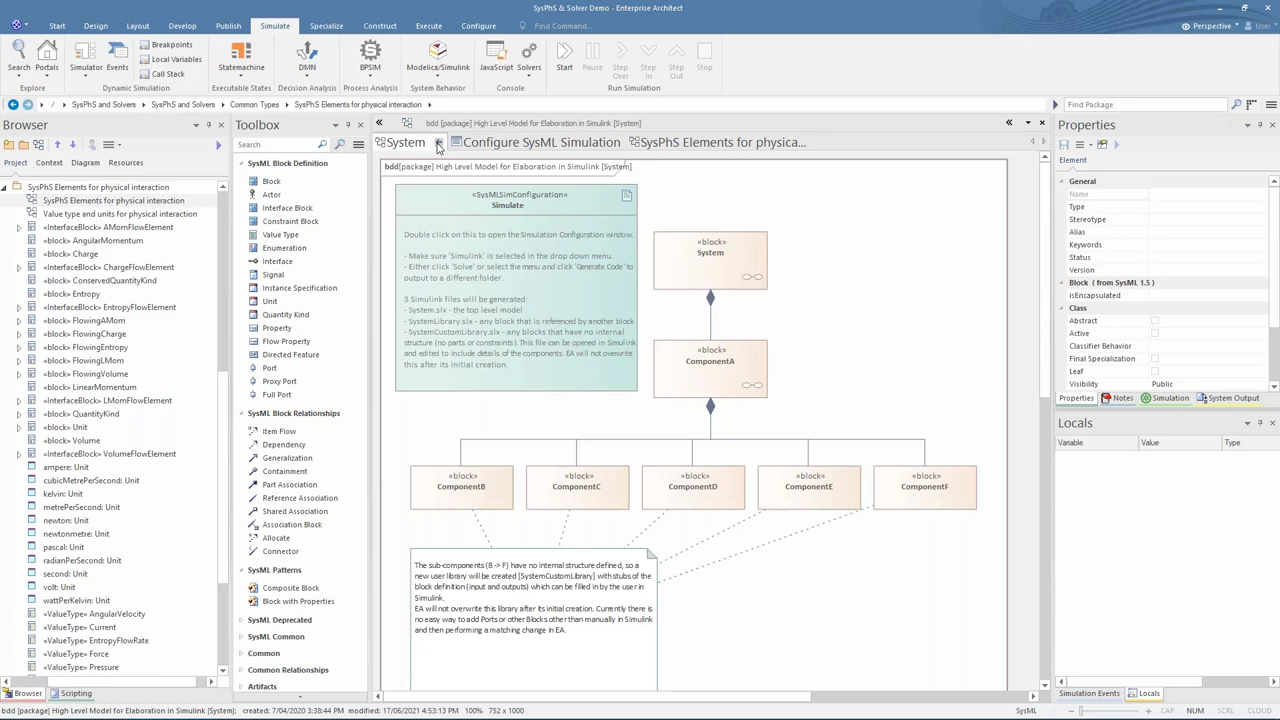 SysPhS & Solver Demo - Enterprise Architect
Start Design Layout Develop Publish Simulate Specialize Construct Execute Configure Find Command...
Perspective User
Search Portals Simulator Events Breakpoints Local Variables Call Stack Statemachine DMN BPSIM Modelica/Simulink JavaScript Solvers Start Pause Step Over Step In Step Out Stop
Explore Dynamic Simulation Executable States Decision Analysis Process Analysis System Behavior Console Run Simulation
/ SysPhS and Solvers SysPhS and Solvers Common Types SysPhS Elements for physical interaction Find Package
Browser
Project Context Diagram Resources
SysPhS Elements for physical interaction
SysPhS Elements for physical interaction
Value type and units for physical interaction
«InterfaceBlock» AMomFlowElement
«block» AngularMomentum
«block» Charge
«InterfaceBlock» ChargeFlowElement
«block» ConservedQuantityKind
«block» Entropy
«InterfaceBlock» EntropyFlowElement
«block» FlowingAMom
«block» FlowingCharge
«block» FlowingEntropy
«block» FlowingLMom
«block» FlowingVolume
«block» LinearMomentum
«InterfaceBlock» LMomFlowElement
«block» QuantityKind
«block» Unit
«block» Volume
«InterfaceBlock» VolumeFlowElement
ampere: Unit
cubicMetrePerSecond: Unit
kelvin: Unit
metrePerSecond: Unit
newton: Unit
newtonmetre: Unit
pascal: Unit
radianPerSecond: Unit
second: Unit
volt: Unit
wattPerKelvin: Unit
«ValueType» AngularVelocity
«ValueType» Current
«ValueType» EntropyFlowRate
«ValueType» Force
«ValueType» Pressure
Browser Scripting
Toolbox
Search
SysML Block Definition
Block
Actor
Interface Block
Constraint Block
Value Type
Enumeration
Interface
Signal
Instance Specification
Unit
Quantity Kind
Property
Flow Property
Directed Feature
Port
Proxy Port
Full Port
SysML Block Relationships
Item Flow
Dependency
Generalization
Containment
Part Association
Reference Association
Shared Association
Association Block
Allocate
Connector
SysML Patterns
Composite Block
Block with Properties
SysML Deprecated
SysML Common
Common
Common Relationships
Artifacts
bdd [package] High Level Model for Elaboration in Simulink [System]
System Configure SysML Simulation SysPhS Elements for physica...
bdd[package] High Level Model for Elaboration in Simulink [System]
«SysMLSimConfiguration»
Simulate
Double click on this to open the Simulation Configuration window.
- Make sure 'Simulink' is selected in the drop down menu.
- Either click 'Solve' or select the menu and click 'Generate Code' to
output to a different folder.
3 Simulink files will be generated:
- System.slx - the top level model
- SystemLibrary.slx - any block that is referenced by another block
- SystemCustomLibrary.slx - any blocks that have no internal
structure (no parts or constraints). This file can be opened in Simulink
and edited to include details of the components. EA will not overwrite
this after its initial creation.
«block»
System
«block»
ComponentA
«block»
ComponentB
«block»
ComponentC
«block»
ComponentD
«block»
ComponentE
«block»
ComponentF
The sub-components (B -> F) have no internal structure defined, so a
new user library will be created [SystemCustomLibrary] with stubs of the
block definition (input and outputs) which can be filled in by the user in
Simulink.
EA will not overwrite this library after its initial creation. Currently there is
no easy way to add Ports or other Blocks other than manually in Simulink
and then performing a matching change in EA.
Properties
Element
General
Name
Type
Stereotype
Alias
Keywords
Status
Version
Block ( from SysML 1.5 )
isEncapsulated
Class
Abstract
Active
Classifier Behavior
Final Specialization
Leaf
Visibility Public
Properties Notes Simulation System Output
Locals
Variable Value Type
Simulation Events Locals
bdd [package] High Level Model for Elaboration in Simulink [System]: created: 7/04/2020 3:38:44 PM modified: 17/06/2021 4:53:13 PM 100% 752 x 1000 SysML CAP NUM SCRL CLOUD